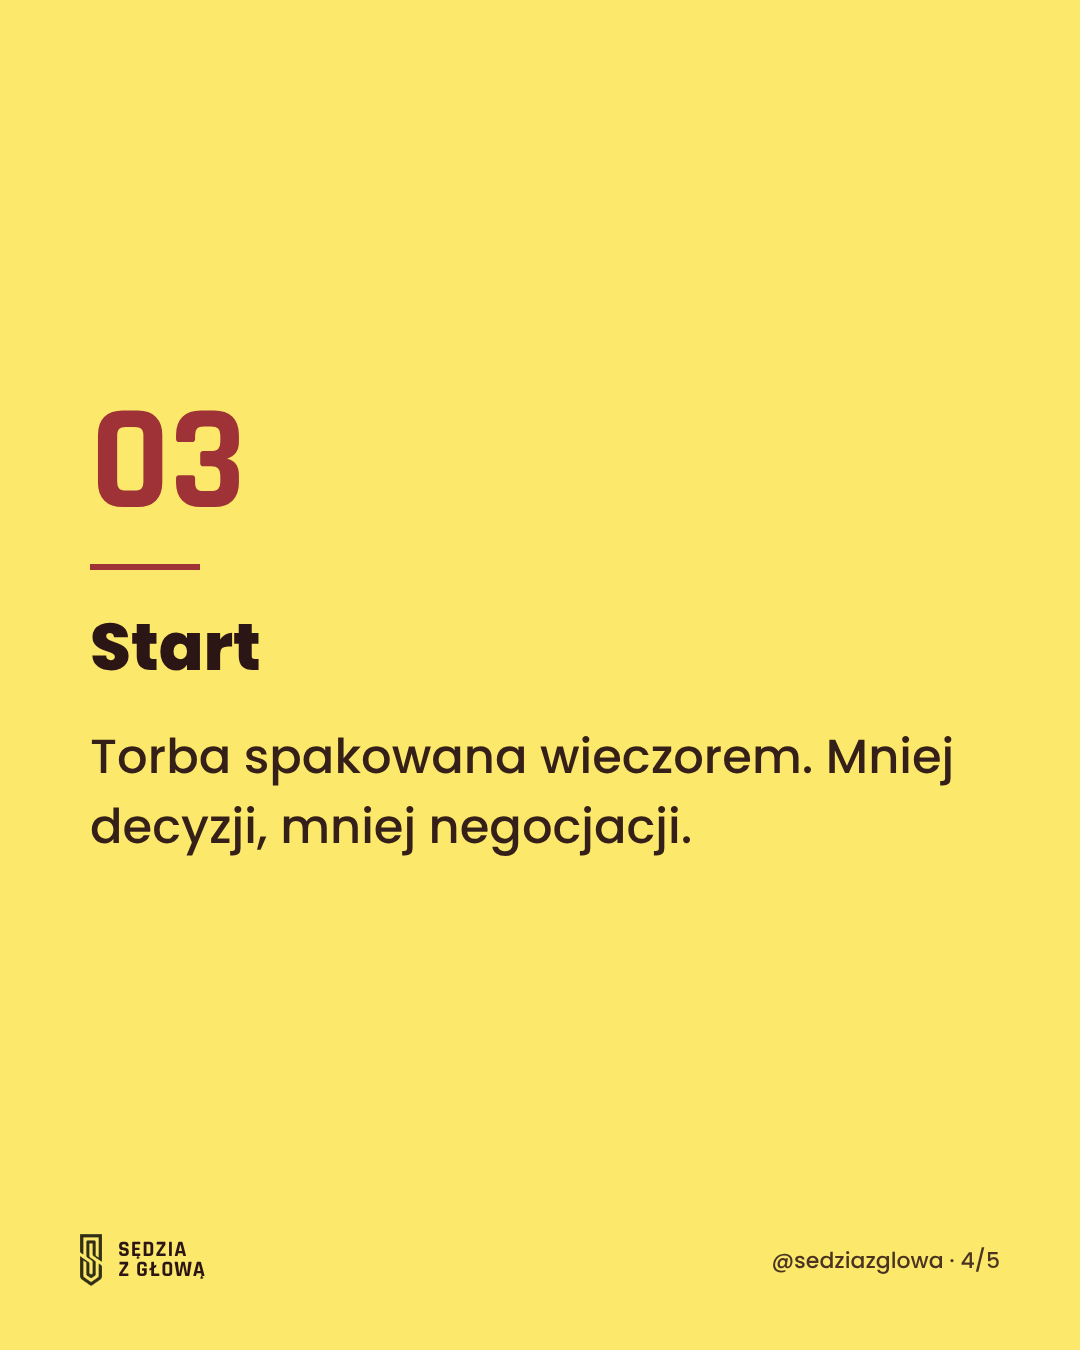 03
Start
Torba spakowana wieczorem. Mniej
decyzji, mniej negocjacji.
SĘDZIA
Z GŁOWĄ
@sedziazglowa · 4/5